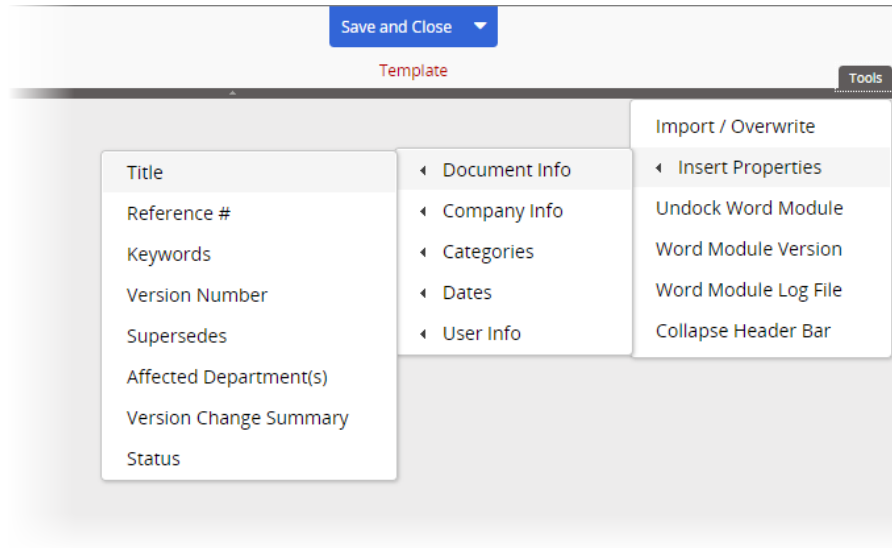 Save and Close
Template
Tools
Import / Overwrite
Insert Properties
Undock Word Module
Word Module Version
Word Module Log File
Collapse Header Bar
Document Info
Company Info
Categories
Dates
User Info
Title
Reference #
Keywords
Version Number
Supersedes
Affected Department(s)
Version Change Summary
Status